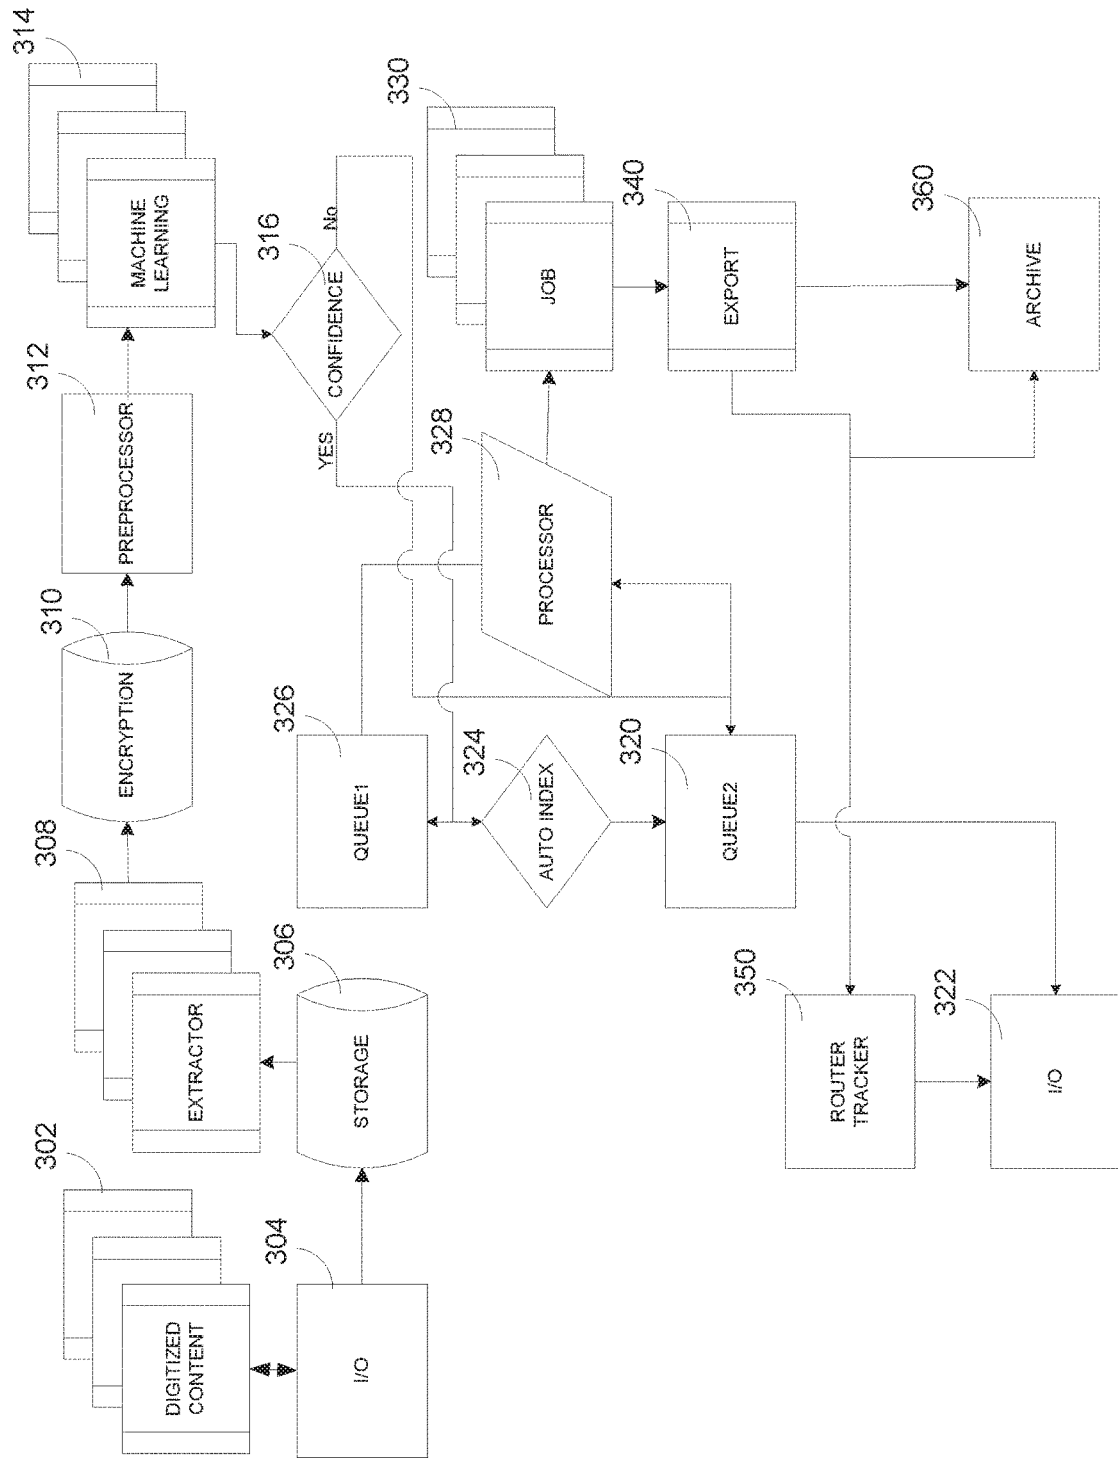 302
DIGITIZED
CONTENT
304
I/O
306
STORAGE
308
EXTRACTOR
310
ENCRYPTION
312
PREPROCESSOR
314
MACHINE
LEARNING
316
CONFIDENCE
YES
No
326
QUEUE1
324
AUTO INDEX
320
QUEUE2
328
PROCESSOR
330
JOB
340
EXPORT
350
ROUTER
TRACKER
322
I/O
360
ARCHIVE